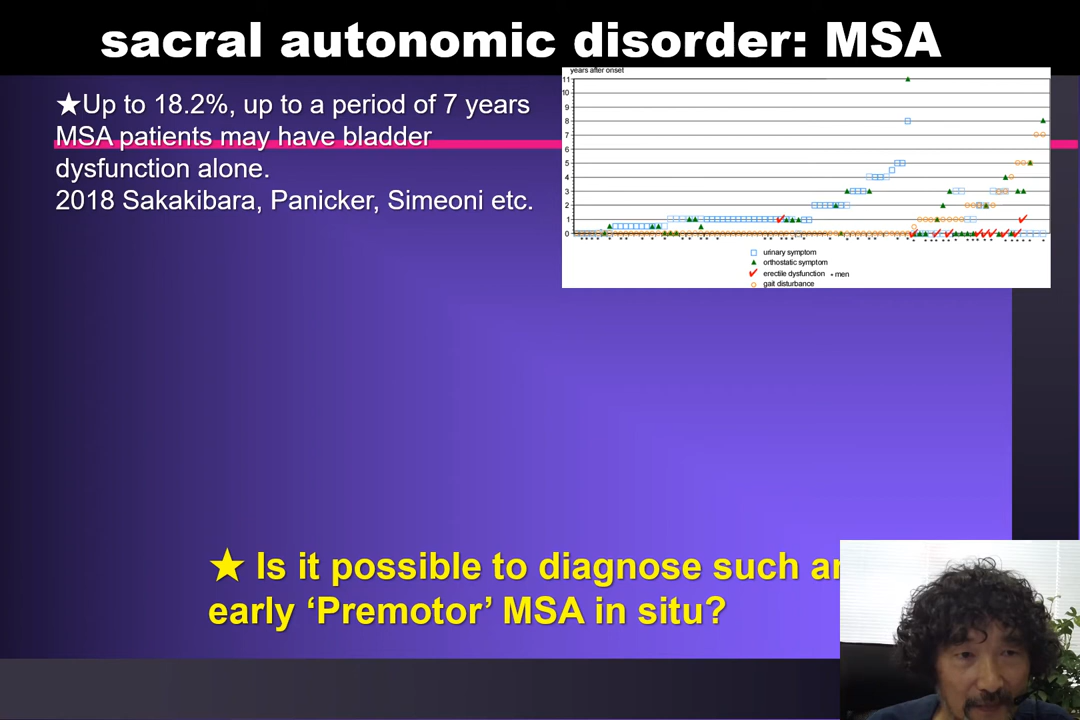 sacral autonomic disorder: MSA
★Up to 18.2%, up to a period of 7 years
MSA patients may have bladder
dysfunction alone.
2018 Sakakibara, Panicker, Simeoni etc.
years after onset
11
10
9
8
7
6
5
4
3
2
1
0
urinary symptom
orthostatic symptom
erectile dysfunction * men
gait disturbance
★ Is it possible to diagnose such
early ‘Premotor’ MSA in situ?